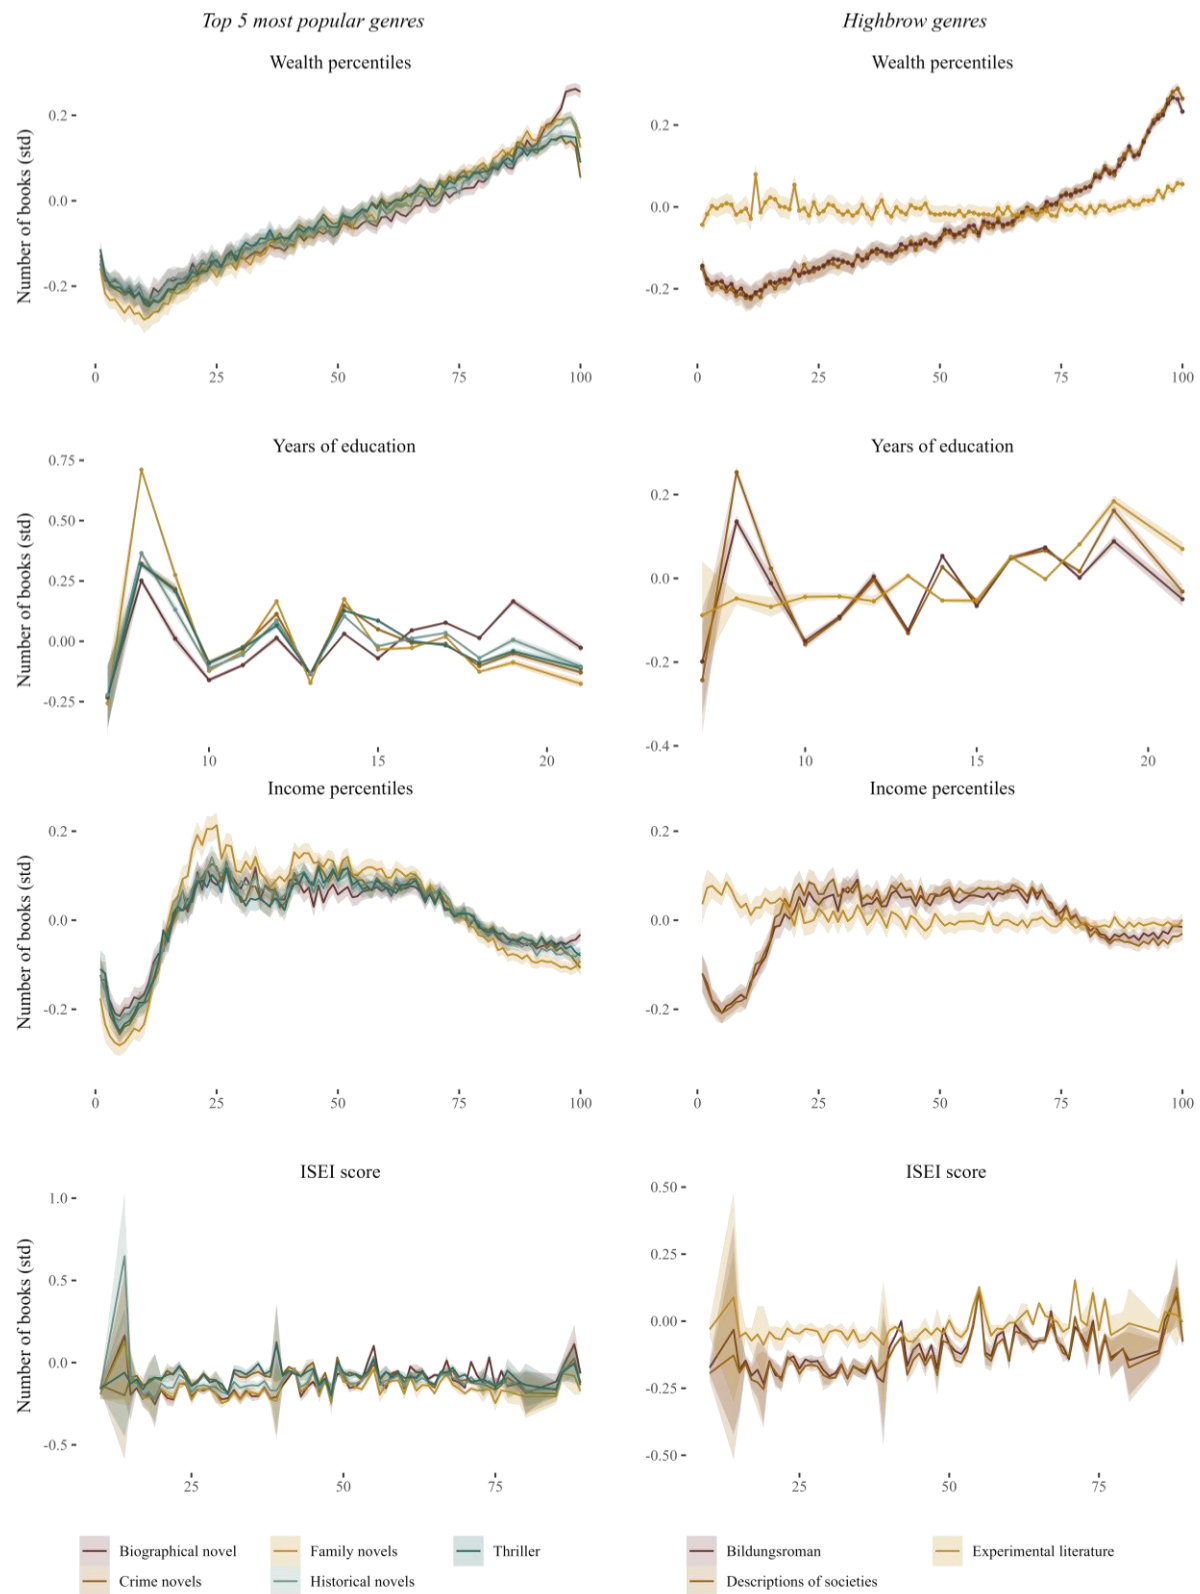 Top 5 most popular genres
Highbrow genres
Wealth percentiles
Wealth percentiles
Number of books (std)
0.2
0.0
-0.2
0 25 50 75 100
0.2
0.0
-0.2
0 25 50 75 100
Years of education
Years of education
Number of books (std)
0.75
0.50
0.25
0.00
-0.25
10 15 20
0.2
0.0
-0.2
-0.4
10 15 20
Income percentiles
Income percentiles
Number of books (std)
0.2
0.0
-0.2
0 25 50 75 100
0.2
0.0
-0.2
0 25 50 75 100
ISEI score
ISEI score
Number of books (std)
1.0
0.5
0.0
-0.5
25 50 75
0.50
0.25
0.00
-0.25
-0.50
25 50 75
Biographical novel Family novels Thriller
Crime novels Historical novels
Bildungsroman Experimental literature
Descriptions of societies